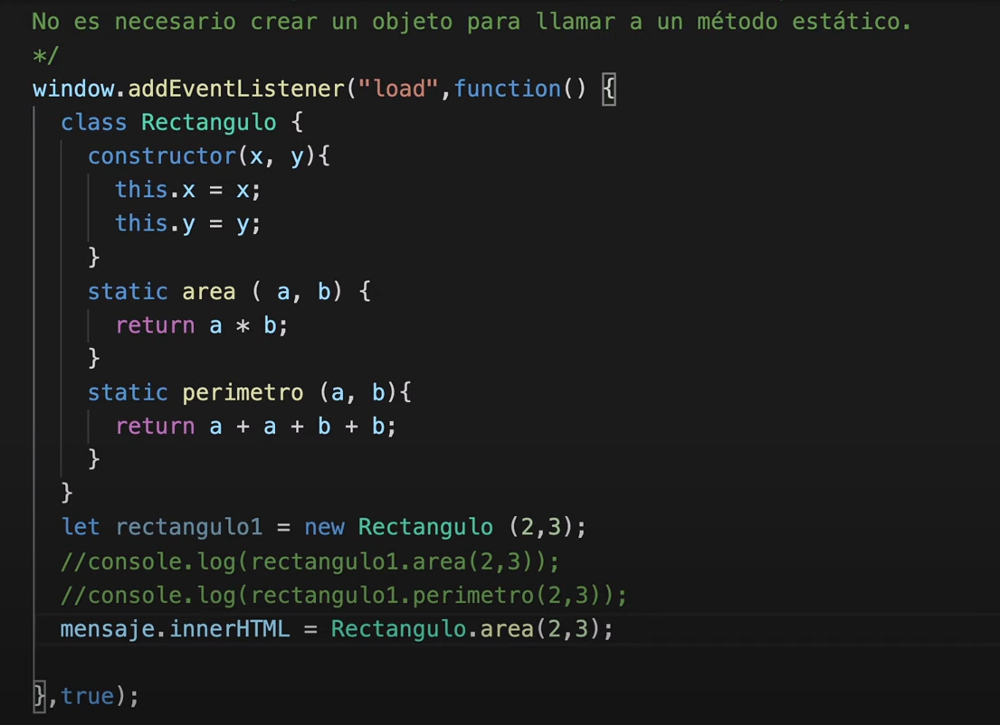 No es necesario crear un objeto para llamar a un método estático.
*/
window.addEventListener("load",function() {
  class Rectangulo {
    constructor(x, y){
      this.x = x;
      this.y = y;
    }
    static area ( a, b) {
      return a * b;
    }
    static perimetro (a, b){
      return a + a + b + b;
    }
  }
  let rectangulo1 = new Rectangulo (2,3);
  //console.log(rectangulo1.area(2,3));
  //console.log(rectangulo1.perimetro(2,3));
  mensaje.innerHTML = Rectangulo.area(2,3);
},true);